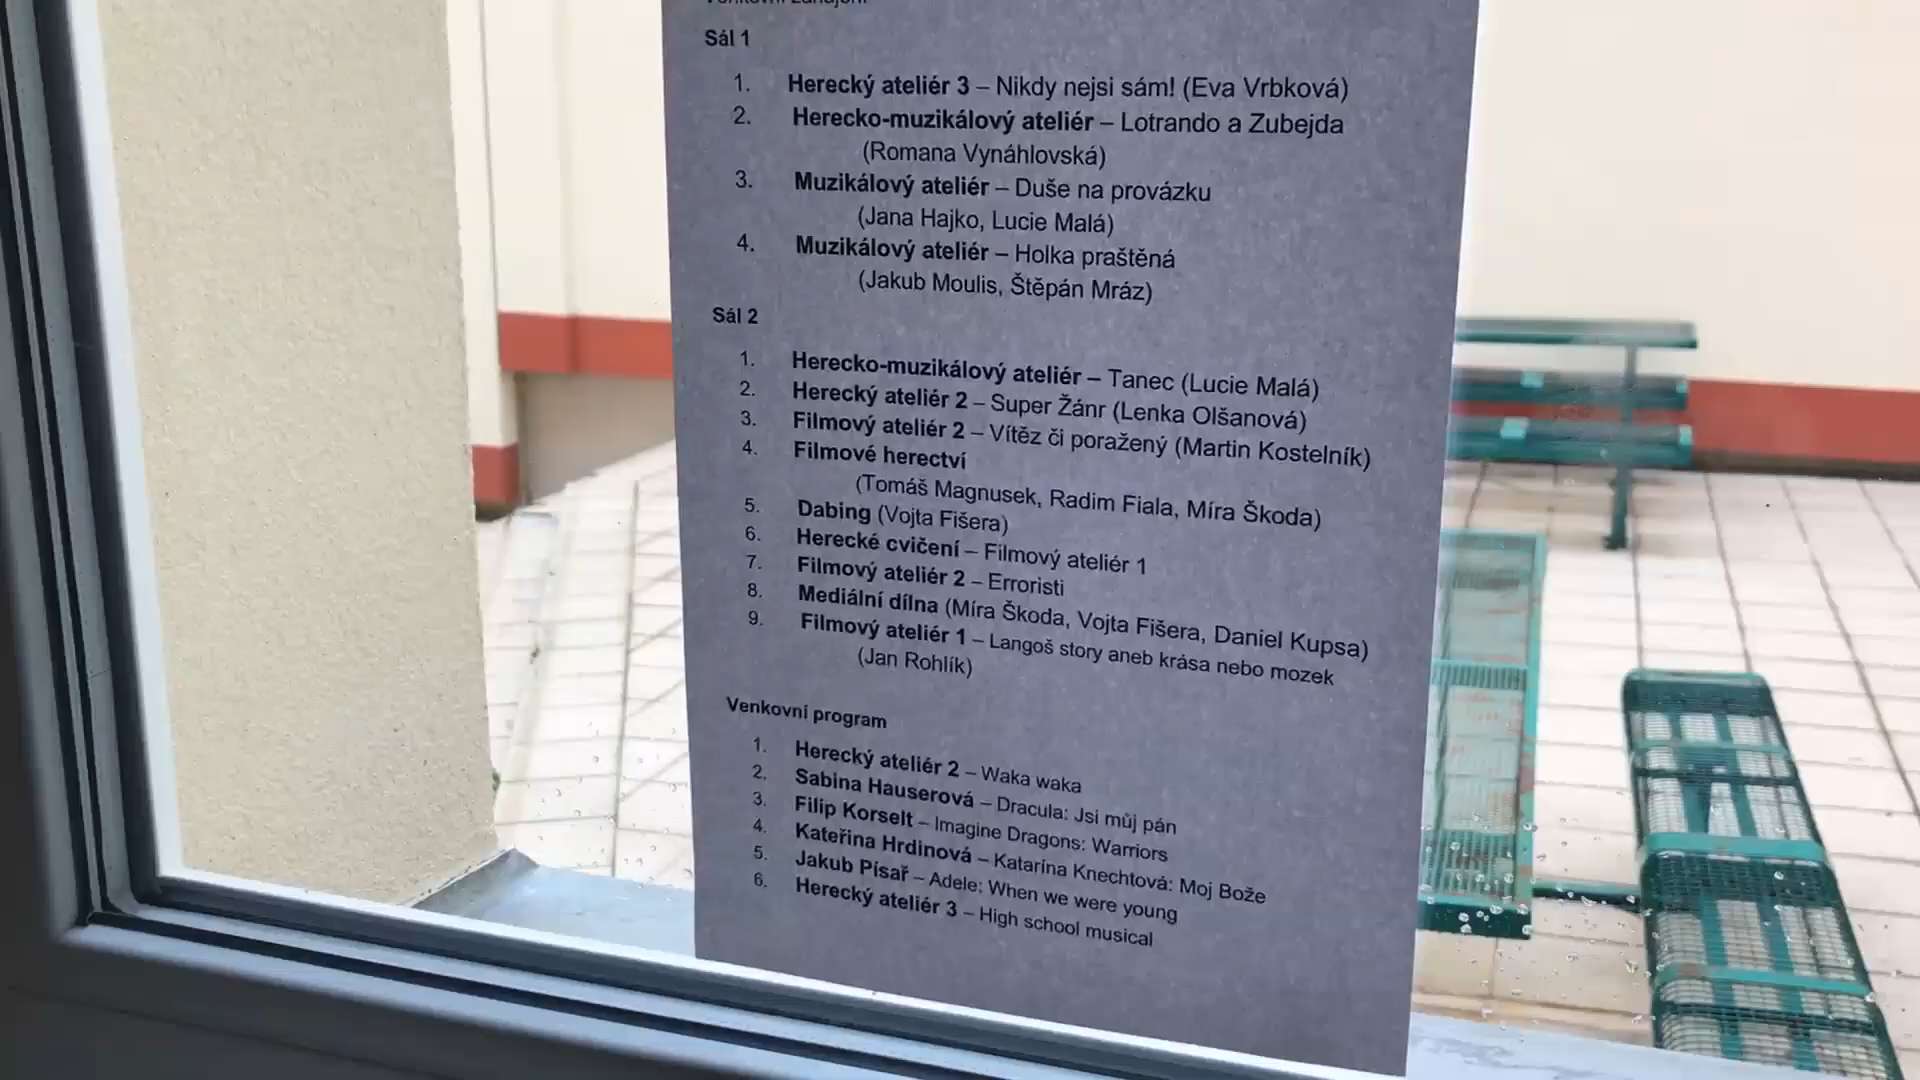 Venkovní zahájení
Sál 1
1. Herecký ateliér 3 – Nikdy nejsi sám! (Eva Vrbková)
2. Herecko-muzikálový ateliér – Lotrando a Zubejda
(Romana Vynáhlovská)
3. Muzikálový ateliér – Duše na provázku
(Jana Hajko, Lucie Malá)
4. Muzikálový ateliér – Holka praštěná
(Jakub Moulis, Štěpán Mráz)
Sál 2
1. Herecko-muzikálový ateliér – Tanec (Lucie Malá)
2. Herecký ateliér 2 – Super Žánr (Lenka Olšanová)
3. Filmový ateliér 2 – Vítěz či poražený (Martin Kostelník)
4. Filmové herectví
(Tomáš Magnusek, Radim Fiala, Míra Škoda)
5. Dabing (Vojta Fišera)
6. Herecké cvičení – Filmový ateliér 1
7. Filmový ateliér 2 – Erroristi
8. Mediální dílna (Míra Škoda, Vojta Fišera, Daniel Kupsa)
9. Filmový ateliér 1 – Langoš story aneb krása nebo mozek
(Jan Rohlík)
Venkovní program
1. Herecký ateliér 2 – Waka waka
2. Sabina Hauserová – Dracula: Jsi můj pán
3. Filip Korselt – Imagine Dragons: Warriors
4. Kateřina Hrdinová – Katarína Knechtová: Moj Bože
5. Jakub Písař – Adele: When we were young
6. Herecký ateliér 3 – High school musical